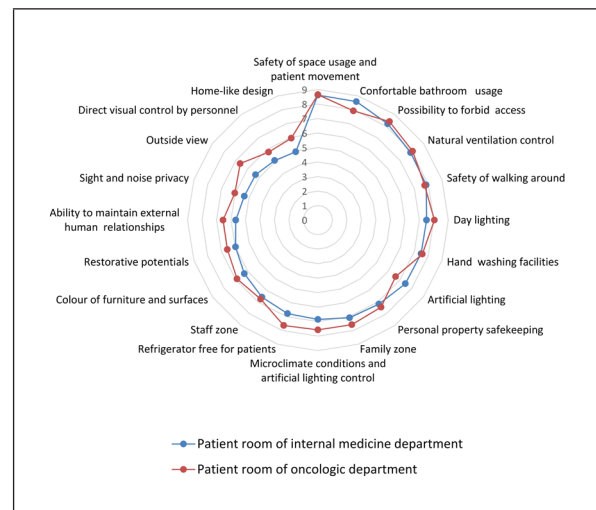 Safety of space usage and
patient movement
Home-like design
Confortable bathroom usage
Direct visual control by personnel
Possibility to forbid access
Outside view
Natural ventilation control
Sight and noise privacy
Safety of walking around
Ability to maintain external
human relationships
Day lighting
Restorative potentials
Hand washing facilities
Colour of furniture and surfaces
Artificial lighting
Staff zone
Personal property safekeeping
Refrigerator free for patients
Family zone
Microclimate conditions and
artificial lighting control
9
8
7
6
5
4
3
2
1
0
Patient room of internal medicine department
Patient room of oncologic department